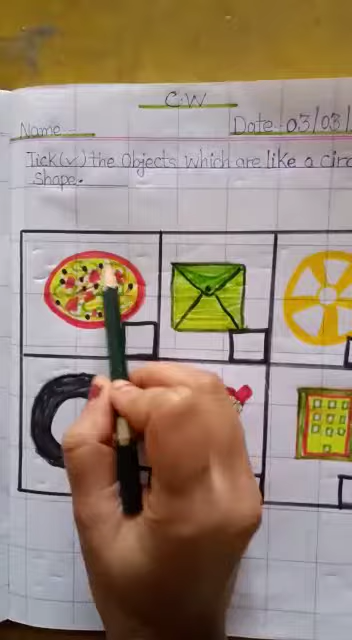 C.W
Name Date 03/03/
Tick(v) the Objects which are like a circ
Shape.